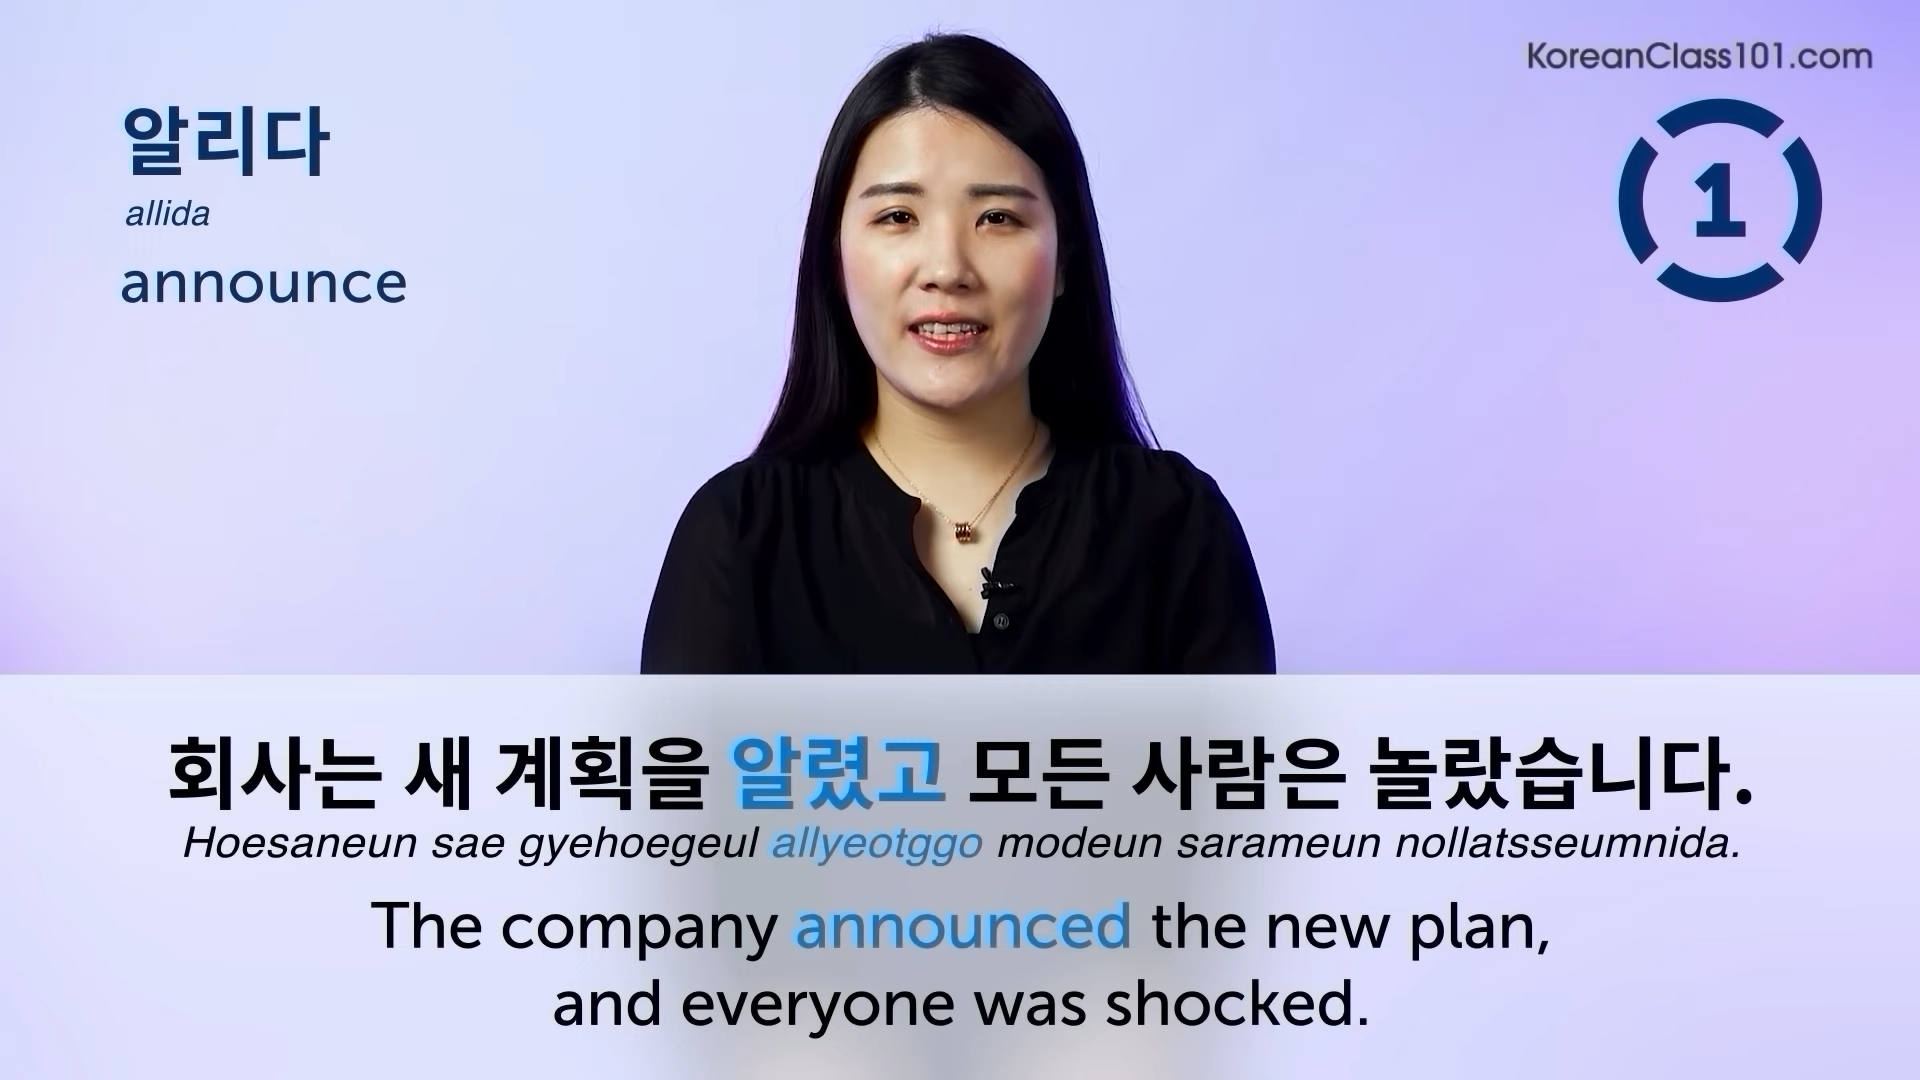 KoreanClass101.com
알리다
allida
announce
1
회사는 새 계획을 알렸고 모든 사람은 놀랐습니다.
Hoesaneun sae gyehoegeul allyeotggo modeun sarameun nollatsseumnida.
The company announced the new plan,
and everyone was shocked.